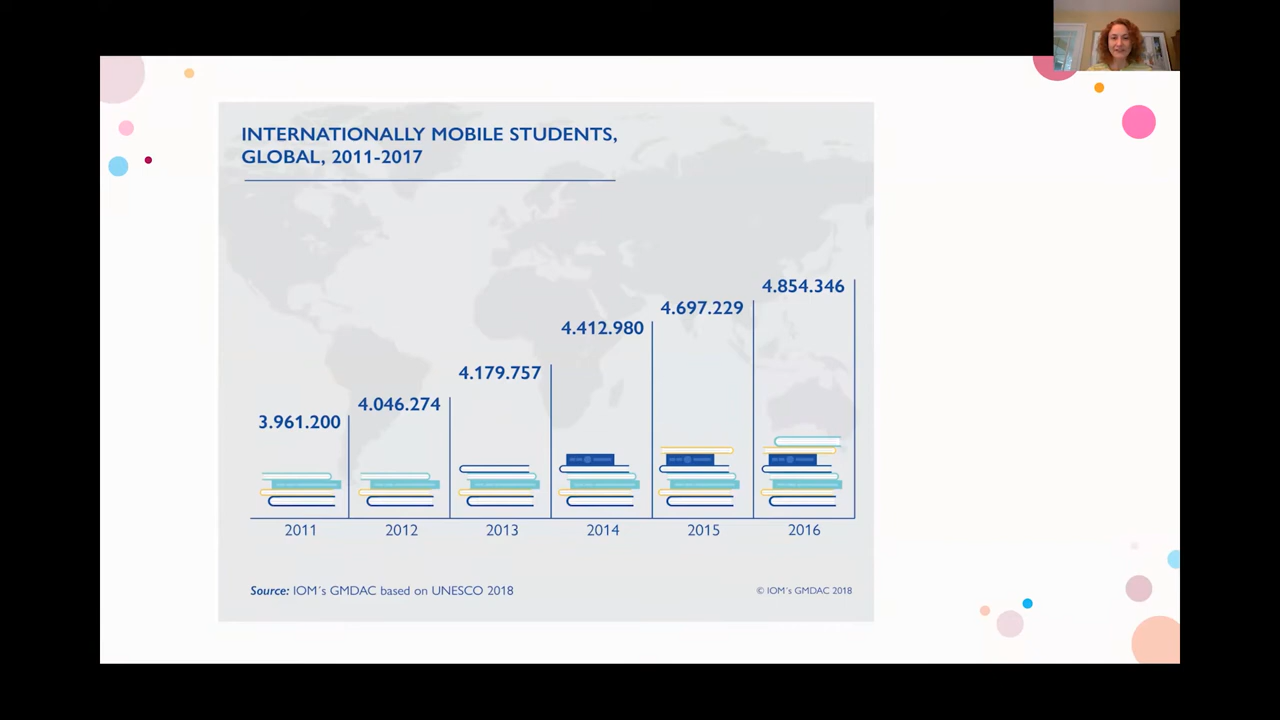 INTERNATIONALLY MOBILE STUDENTS,
GLOBAL, 2011-2017
4.854.346
4.697.229
4.412.980
4.179.757
4.046.274
3.961.200
2011 2012 2013 2014 2015 2016
Source: IOM´s GMDAC based on UNESCO 2018
© IOM´s GMDAC 2018